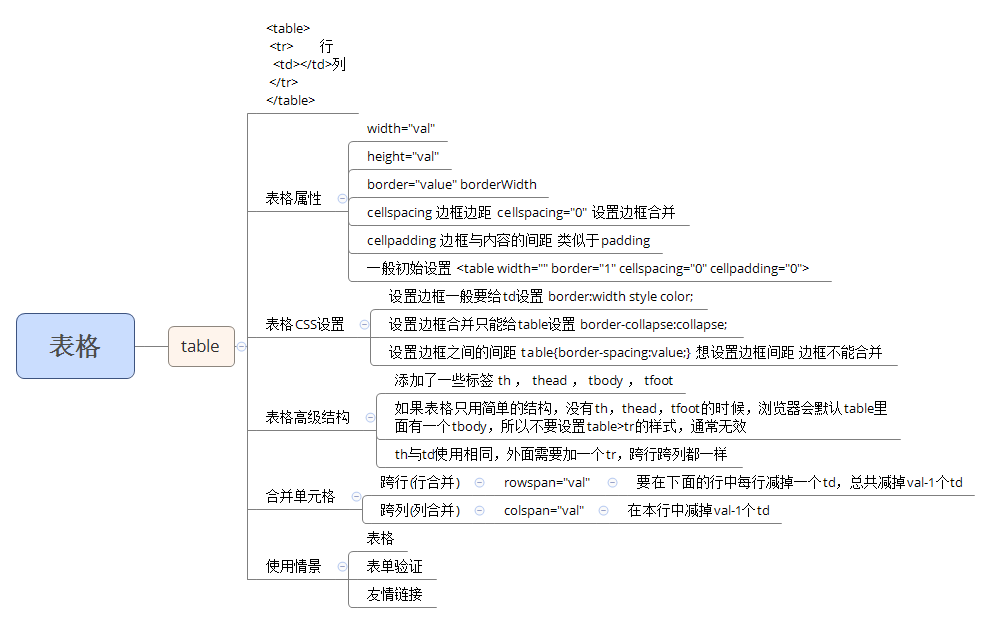 <table>
<tr> 行
<td></td>列
</tr>
</table>
width="val"
height="val"
border="value" borderWidth
表格属性
cellspacing 边框边距 cellspacing="0" 设置边框合并
cellpadding 边框与内容的间距 类似于padding
一般初始设置 <table width="" border="1" cellspacing="0" cellpadding="0">
设置边框一般要给td设置 border:width style color;
表格CSS设置
设置边框合并只能给table设置 border-collapse:collapse;
设置边框之间的间距 table{border-spacing:value;} 想设置边框间距 边框不能合并
表格
table
添加了一些标签 th ， thead ， tbody ， tfoot
表格高级结构
如果表格只用简单的结构，没有th，thead，tfoot的时候，浏览器会默认table里
面有一个tbody，所以不要设置table>tr的样式，通常无效
th与td使用相同，外面需要加一个tr，跨行跨列都一样
合并单元格
跨行(行合并) rowspan="val" 要在下面的行中每行减掉一个td，总共减掉val-1个td
跨列(列合并) colspan="val" 在本行中减掉val-1个td
表格
使用情景
表单验证
友情链接